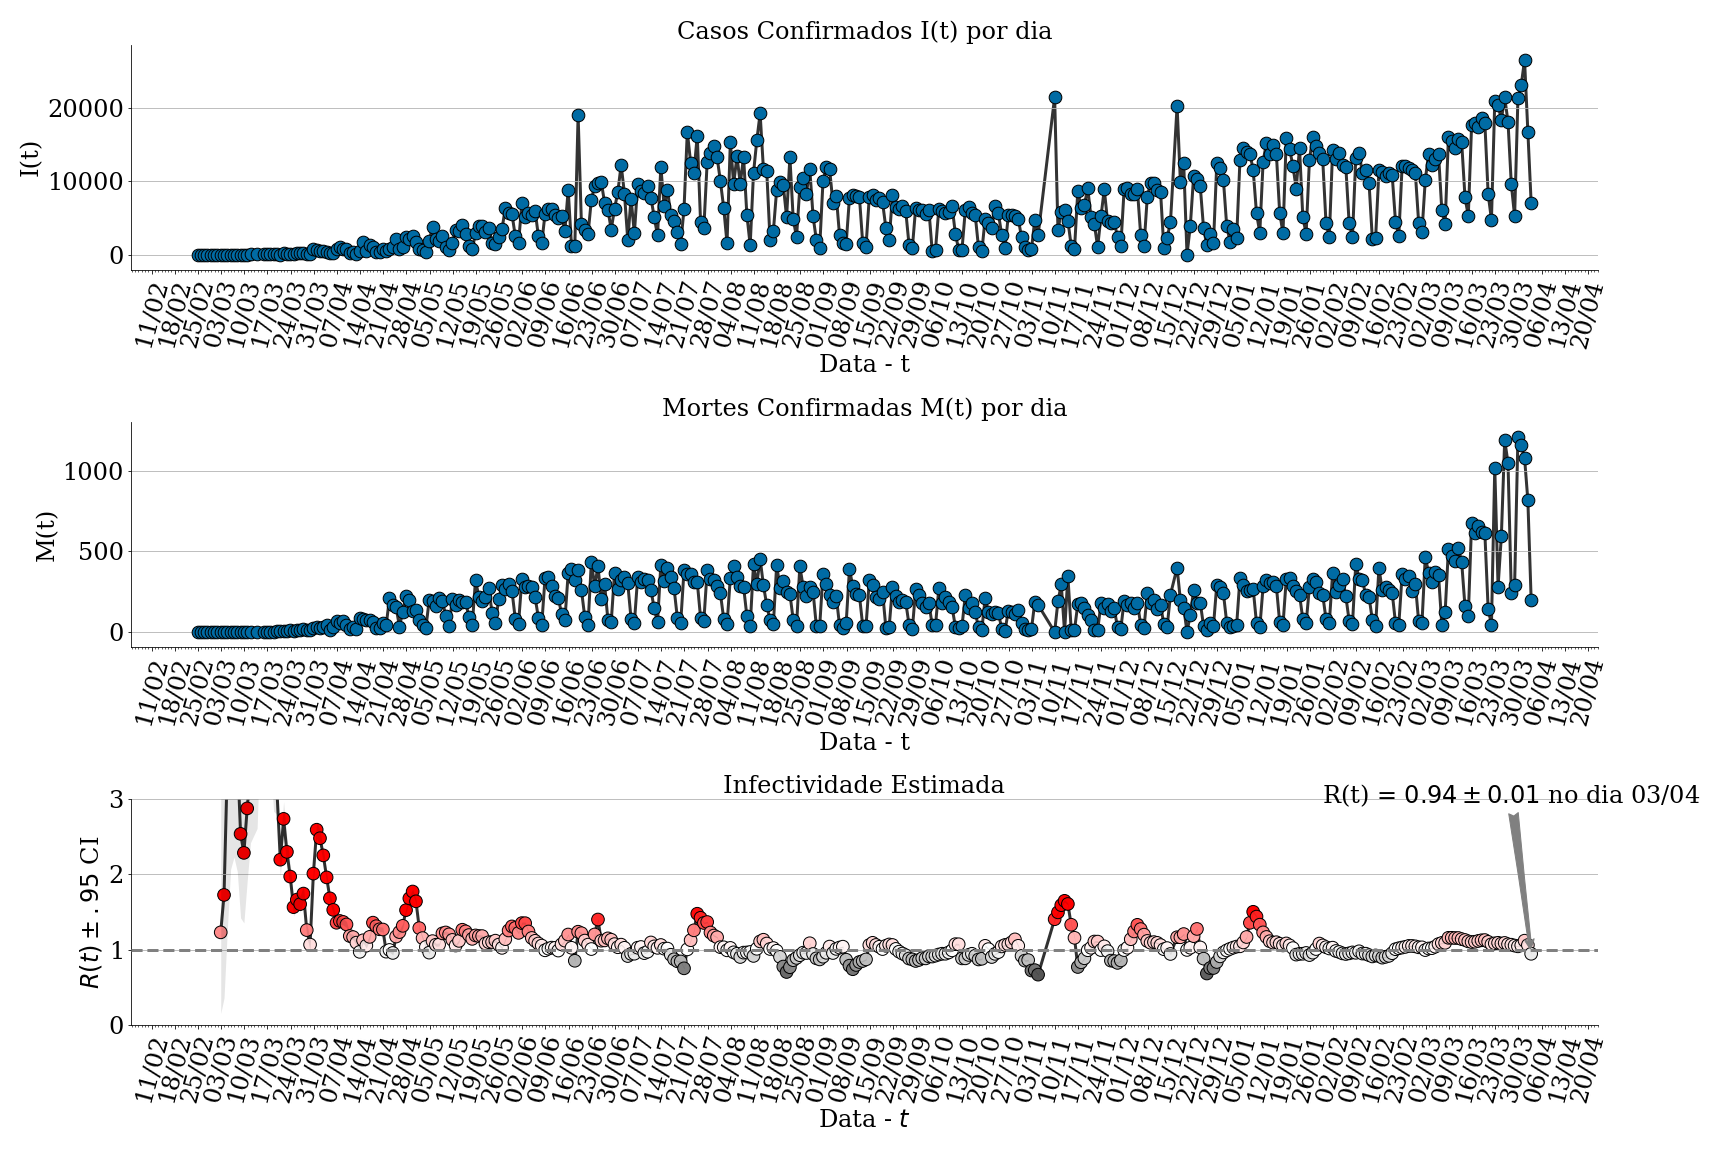 Casos Confirmados I(t) por dia
20000
10000
0
I(t)
11/02 18/02 25/02 03/03 10/03 17/03 24/03 31/03 07/04 14/04 21/04 28/04 05/05 12/05 19/05 26/05 02/06 09/06 16/06 23/06 30/06 07/07 14/07 21/07 28/07 04/08 11/08 18/08 25/08 01/09 08/09 15/09 22/09 29/09 06/10 13/10 20/10 27/10 03/11 10/11 17/11 24/11 01/12 08/12 15/12 22/12 29/12 05/01 12/01 19/01 26/01 02/02 09/02 16/02 23/02 02/03 09/03 16/03 23/03 30/03 06/04 13/04 20/04
Data - t
Mortes Confirmadas M(t) por dia
1000
500
0
M(t)
11/02 18/02 25/02 03/03 10/03 17/03 24/03 31/03 07/04 14/04 21/04 28/04 05/05 12/05 19/05 26/05 02/06 09/06 16/06 23/06 30/06 07/07 14/07 21/07 28/07 04/08 11/08 18/08 25/08 01/09 08/09 15/09 22/09 29/09 06/10 13/10 20/10 27/10 03/11 10/11 17/11 24/11 01/12 08/12 15/12 22/12 29/12 05/01 12/01 19/01 26/01 02/02 09/02 16/02 23/02 02/03 09/03 16/03 23/03 30/03 06/04 13/04 20/04
Data - t
Infectividade Estimada
R(t) = 0.94 ± 0.01 no dia 03/04
3
2
1
0
R(t) ± .95 CI
11/02 18/02 25/02 03/03 10/03 17/03 24/03 31/03 07/04 14/04 21/04 28/04 05/05 12/05 19/05 26/05 02/06 09/06 16/06 23/06 30/06 07/07 14/07 21/07 28/07 04/08 11/08 18/08 25/08 01/09 08/09 15/09 22/09 29/09 06/10 13/10 20/10 27/10 03/11 10/11 17/11 24/11 01/12 08/12 15/12 22/12 29/12 05/01 12/01 19/01 26/01 02/02 09/02 16/02 23/02 02/03 09/03 16/03 23/03 30/03 06/04 13/04 20/04
Data - t